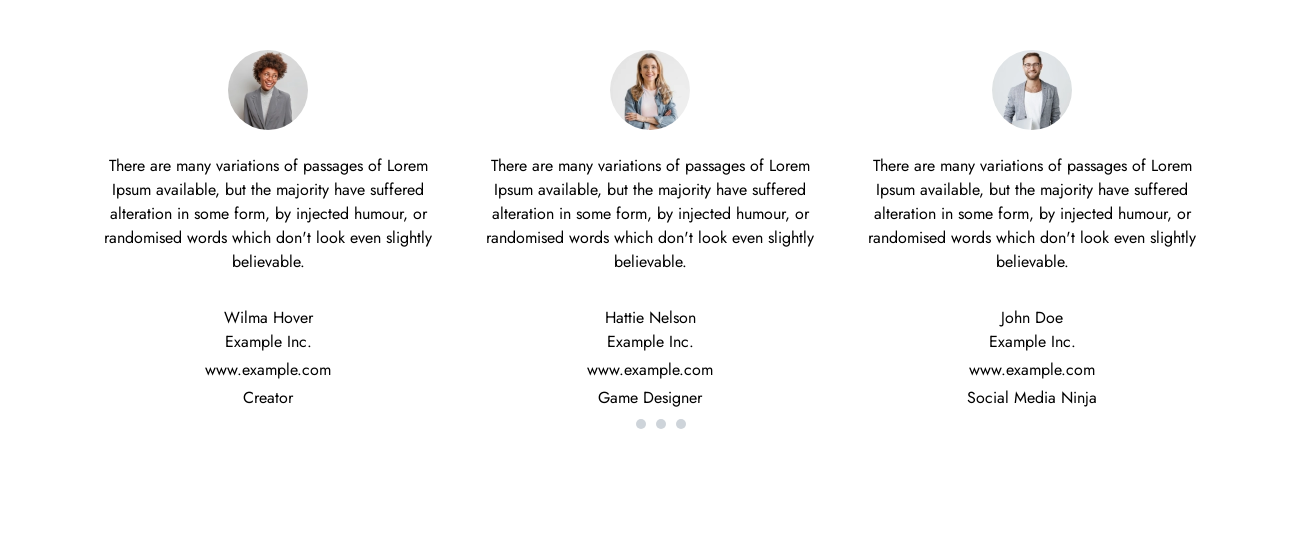 There are many variations of passages of Lorem
Ipsum available, but the majority have suffered
alteration in some form, by injected humour, or
randomised words which don't look even slightly
believable.
Wilma Hover
Example Inc.
www.example.com
Creator
There are many variations of passages of Lorem
Ipsum available, but the majority have suffered
alteration in some form, by injected humour, or
randomised words which don't look even slightly
believable.
Hattie Nelson
Example Inc.
www.example.com
Game Designer
There are many variations of passages of Lorem
Ipsum available, but the majority have suffered
alteration in some form, by injected humour, or
randomised words which don't look even slightly
believable.
John Doe
Example Inc.
www.example.com
Social Media Ninja